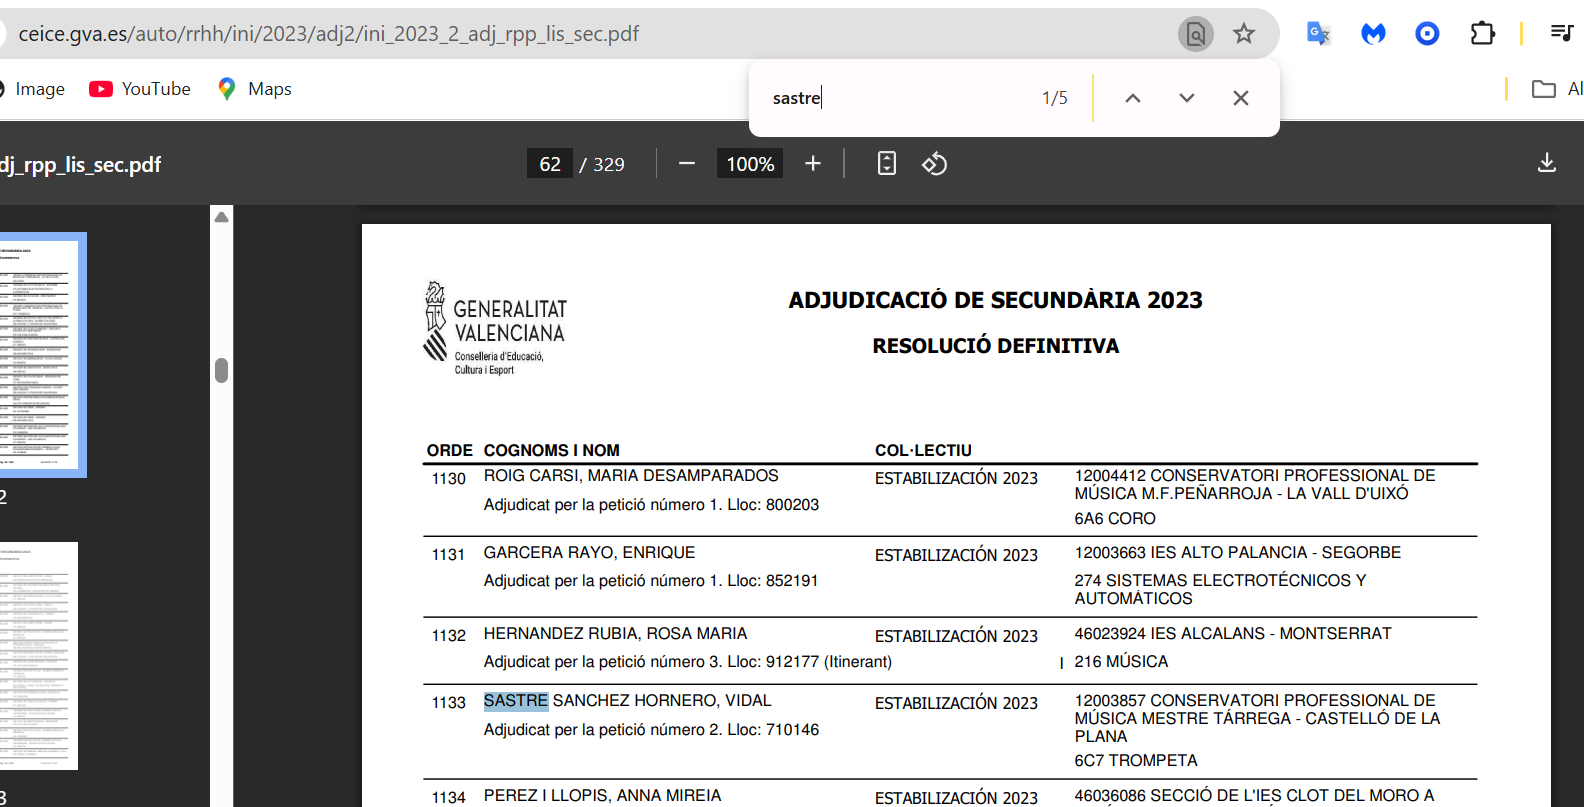 ceice.gva.es/auto/rrhh/ini/2023/adj2/ini_2023_2_adj_rpp_lis_sec.pdf
Image YouTube Maps
sastre 1/5
Al
dj_rpp_lis_sec.pdf 62 / 329 100%
GENERALITAT
VALENCIANA
Conselleria d'Educació,
Cultura i Esport
ADJUDICACIÓ DE SECUNDÀRIA 2023
RESOLUCIÓ DEFINITIVA
ORDE COGNOMS I NOM COL·LECTIU
1130 ROIG CARSI, MARIA DESAMPARADOS ESTABILIZACIÓN 2023 12004412 CONSERVATORI PROFESSIONAL DE
MÚSICA M.F.PEÑARROJA - LA VALL D'UIXÓ
Adjudicat per la petició número 1. Lloc: 800203
6A6 CORO
1131 GARCERA RAYO, ENRIQUE ESTABILIZACIÓN 2023 12003663 IES ALTO PALANCIA - SEGORBE
Adjudicat per la petició número 1. Lloc: 852191 274 SISTEMAS ELECTROTÉCNICOS Y
AUTOMÁTICOS
1132 HERNANDEZ RUBIA, ROSA MARIA ESTABILIZACIÓN 2023 46023924 IES ALCALANS - MONTSERRAT
Adjudicat per la petició número 3. Lloc: 912177 (Itinerant) I 216 MÚSICA
1133 SASTRE SANCHEZ HORNERO, VIDAL ESTABILIZACIÓN 2023 12003857 CONSERVATORI PROFESSIONAL DE
MÚSICA MESTRE TÁRREGA - CASTELLÓ DE LA
Adjudicat per la petició número 2. Lloc: 710146
PLANA
6C7 TROMPETA
1134 PEREZ I LLOPIS, ANNA MIREIA ESTABILIZACIÓN 2023 46036086 SECCIÓ DE L'IES CLOT DEL MORO A
2
3